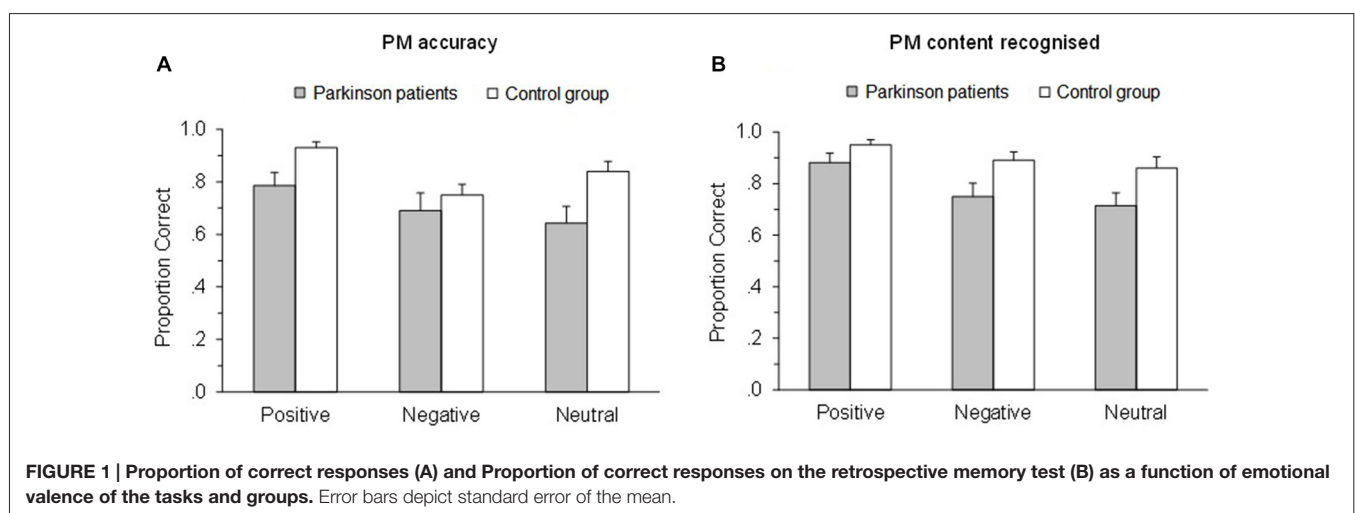 PM accuracy
A
Parkinson patients Control group
Proportion Correct
1.0
.8
.6
.4
.2
.0
Positive Negative Neutral
PM content recognised
B
Parkinson patients Control group
Proportion Correct
1.0
.8
.6
.4
.2
.0
Positive Negative Neutral
FIGURE 1 | Proportion of correct responses (A) and Proportion of correct responses on the retrospective memory test (B) as a function of emotional
valence of the tasks and groups. Error bars depict standard error of the mean.